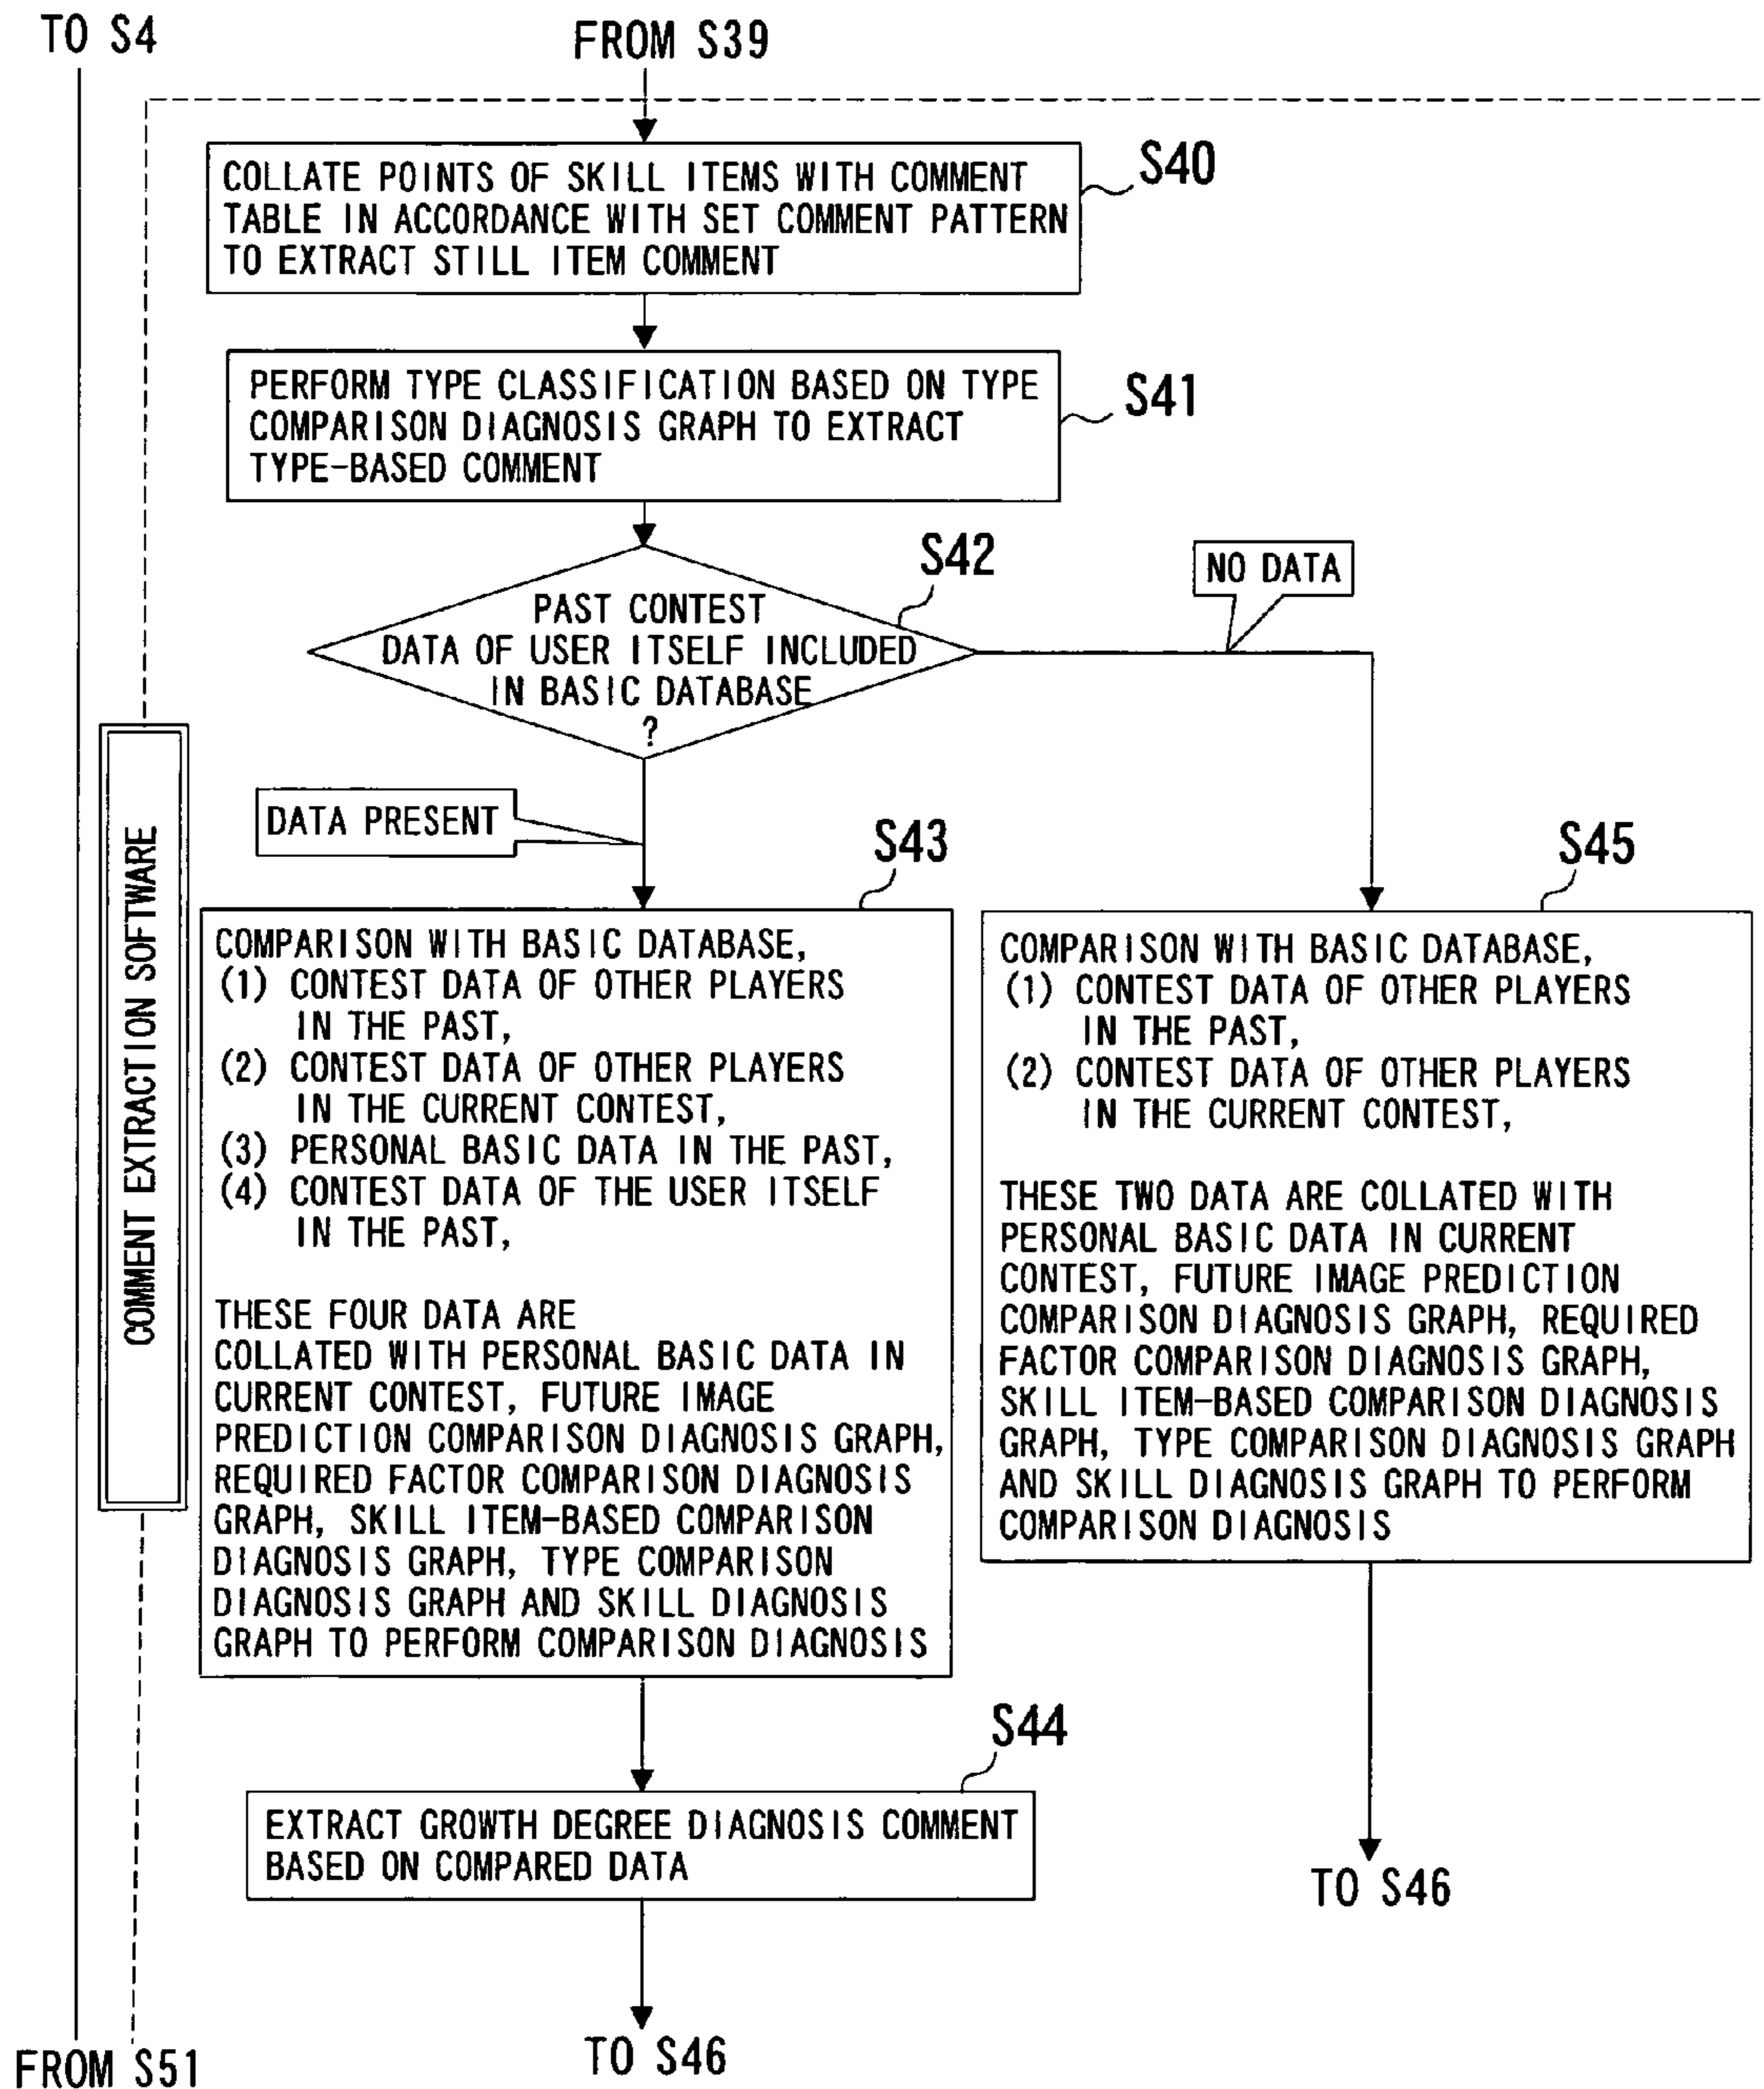 TO S4
FROM S39
COLLATE POINTS OF SKILL ITEMS WITH COMMENT
TABLE IN ACCORDANCE WITH SET COMMENT PATTERN
TO EXTRACT STILL ITEM COMMENT
S40
PERFORM TYPE CLASSIFICATION BASED ON TYPE
COMPARISON DIAGNOSIS GRAPH TO EXTRACT
TYPE-BASED COMMENT
S41
S42
PAST CONTEST
DATA OF USER ITSELF INCLUDED
IN BASIC DATABASE
?
NO DATA
DATA PRESENT
COMMENT EXTRACTION SOFTWARE
S43
COMPARISON WITH BASIC DATABASE,
(1) CONTEST DATA OF OTHER PLAYERS
IN THE PAST,
(2) CONTEST DATA OF OTHER PLAYERS
IN THE CURRENT CONTEST,
(3) PERSONAL BASIC DATA IN THE PAST,
(4) CONTEST DATA OF THE USER ITSELF
IN THE PAST,
THESE FOUR DATA ARE
COLLATED WITH PERSONAL BASIC DATA IN
CURRENT CONTEST, FUTURE IMAGE
PREDICTION COMPARISON DIAGNOSIS GRAPH,
REQUIRED FACTOR COMPARISON DIAGNOSIS
GRAPH, SKILL ITEM-BASED COMPARISON
DIAGNOSIS GRAPH, TYPE COMPARISON
DIAGNOSIS GRAPH AND SKILL DIAGNOSIS
GRAPH TO PERFORM COMPARISON DIAGNOSIS
S45
COMPARISON WITH BASIC DATABASE,
(1) CONTEST DATA OF OTHER PLAYERS
IN THE PAST,
(2) CONTEST DATA OF OTHER PLAYERS
IN THE CURRENT CONTEST,
THESE TWO DATA ARE COLLATED WITH
PERSONAL BASIC DATA IN CURRENT
CONTEST, FUTURE IMAGE PREDICTION
COMPARISON DIAGNOSIS GRAPH, REQUIRED
FACTOR COMPARISON DIAGNOSIS GRAPH,
SKILL ITEM-BASED COMPARISON DIAGNOSIS
GRAPH, TYPE COMPARISON DIAGNOSIS GRAPH
AND SKILL DIAGNOSIS GRAPH TO PERFORM
COMPARISON DIAGNOSIS
S44
EXTRACT GROWTH DEGREE DIAGNOSIS COMMENT
BASED ON COMPARED DATA
TO S46
TO S46
FROM S51